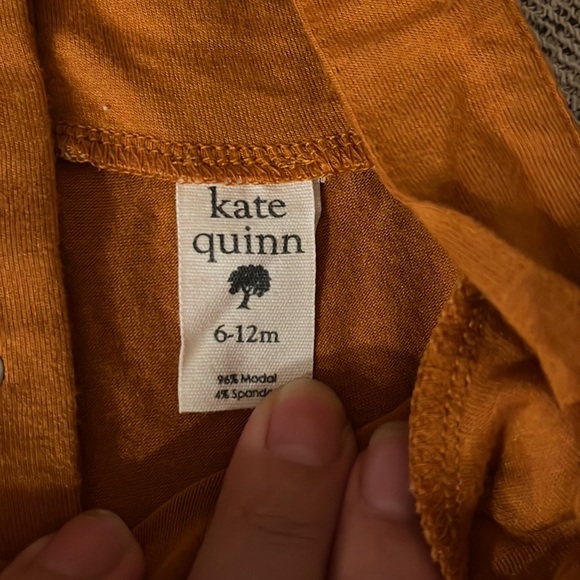 kate
quinn
6-12m
96% Modal
4%